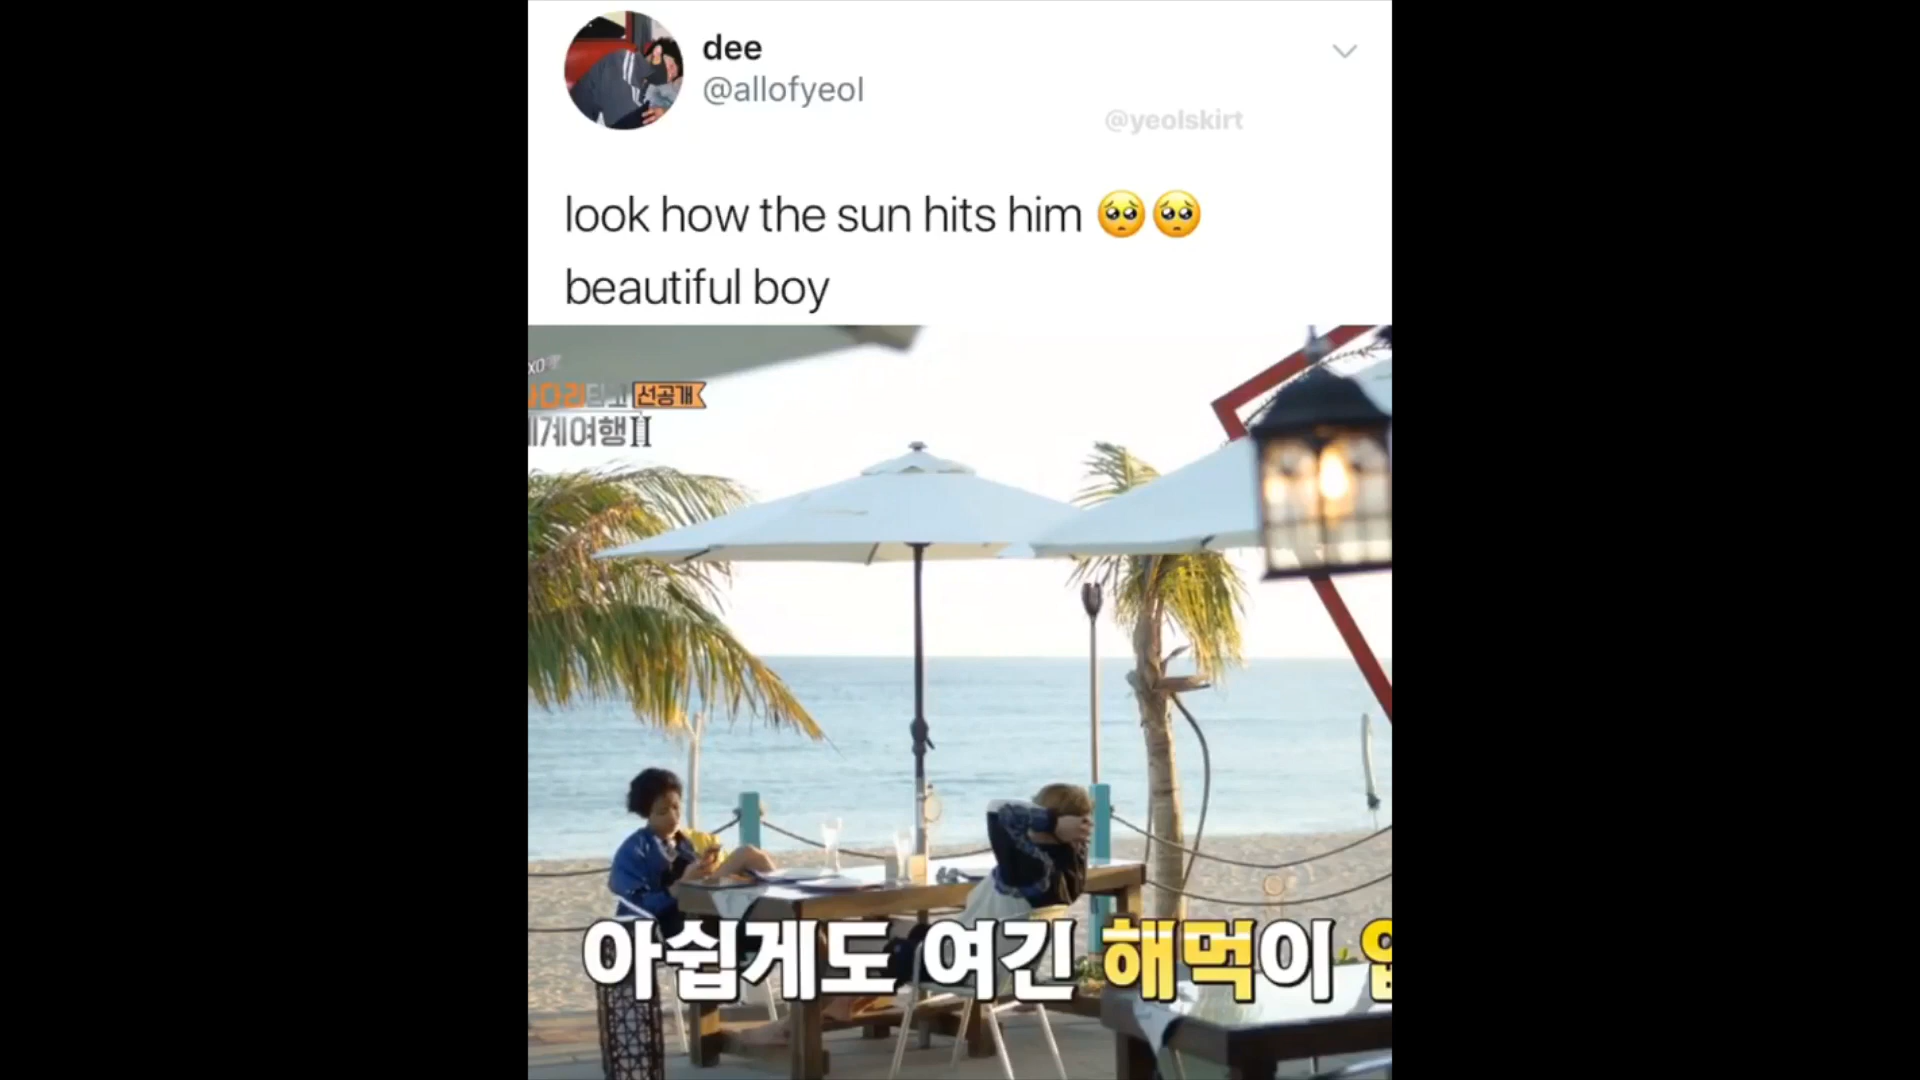 dee
@allofyeol
@yeolskirt
look how the sun hits him 🥺🥺
beautiful boy
선공개
계여행II
아쉽게도 여긴 해먹이